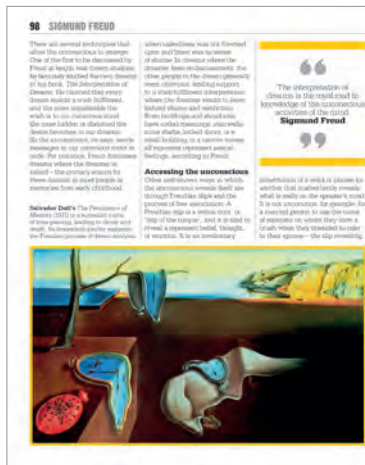 98 SIGMUND FREUD
There are several techniques that
allow the unconscious to emerge.
One of the first to be discussed by
Freud at length was dream analysis;
he famously studied his own dreams
in his book, The Interpretation of
Dreams. He claimed that every
dream enacts a wish fulfillment,
and the more unpalatable the
wish is to our conscious mind,
the more hidden or distorted the
desire becomes in our dreams.
So the unconscious, he says, sends
messages to our conscious mind in
code. For instance, Freud discusses
dreams where the dreamer is
naked—the primary source for
these dreams in most people is
memories from early childhood,
Salvador Dalí's The Persistence of
Memory (1931) is a surrealist vision
of time passing, leading to decay and
death. Its fantastical quality suggests
the Freudian process of dream analysis.
when nakedness was not frowned
upon and there was no sense
of shame. In dreams where the
dreamer feels embarrassment, the
other people in the dream generally
seem oblivious, lending support
to a wish-fulfillment interpretation
where the dreamer wants to leave
behind shame and restriction.
Even buildings and structures
have coded meanings; stairwells,
mine shafts, locked doors, or a
small building in a narrow recess
all represent repressed sexual
feelings, according to Freud.
Accessing the unconscious
Other well-known ways in which
the unconscious reveals itself are
through Freudian slips and the
process of free association. A
Freudian slip is a verbal error, or
"slip of the tongue", and it is said to
reveal a repressed belief, thought,
or emotion. It is an involuntary
The interpretation of
dreams is the royal road to
knowledge of the unconscious
activities of the mind.
Sigmund Freud
substitution of a word or phrase for
another that inadvertently reveals
what is really on the speaker's mind.
It is not uncommon, for example, for
a married person to use the name
of someone on whom they have a
crush when they intended to refer
to their spouse—the slip revealing